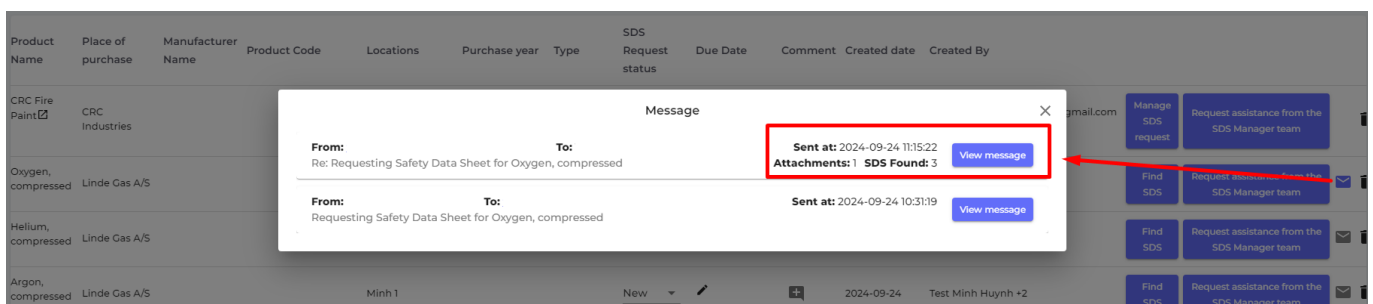 Product Name
Place of purchase
Manufacturer Name
Product Code
Locations
Purchase year
Type
SDS Request status
Due Date
Comment
Created date
Created By
CRC Fire Paint
CRC Industries
gmail.com
Manage SDS request
Request assistance from the SDS Manager team
Message
From:
To:
Sent at: 2024-09-24 11:15:22
Re: Requesting Safety Data Sheet for Oxygen, compressed
Attachments: 1 SDS Found: 3
View message
Oxygen, compressed
Linde Gas A/S
Find SDS
Request assistance from the SDS Manager team
From:
To:
Sent at: 2024-09-24 10:31:19
Requesting Safety Data Sheet for Oxygen, compressed
View message
Helium, compressed
Linde Gas A/S
Find SDS
Request assistance from the SDS Manager team
Argon, compressed
Linde Gas A/S
Minh 1
New
2024-09-24
Test Minh Huynh +2
Find SDS
Request assistance from the SDS Manager team